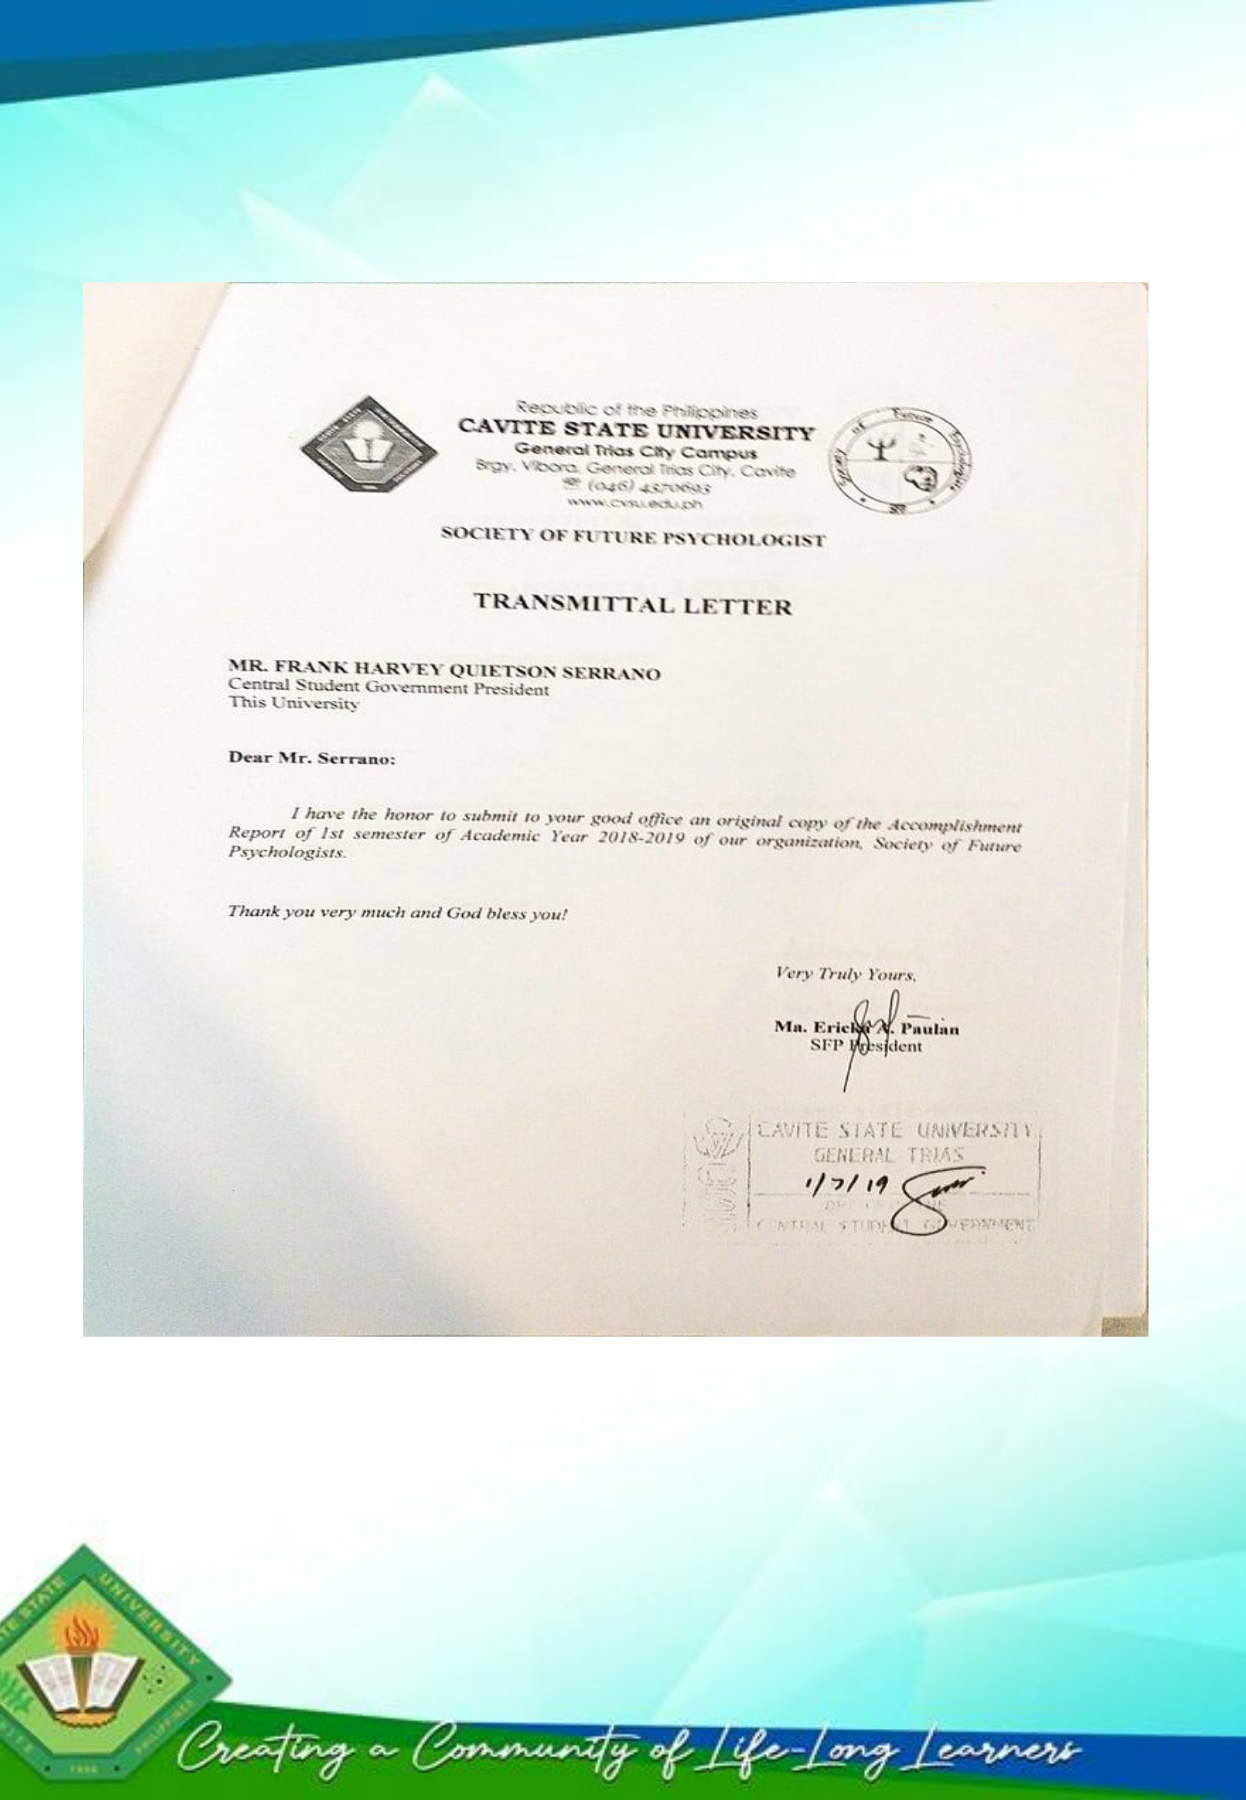 Republic of the Philippines
CAVITE STATE UNIVERSITY
General Trias City Campus
Brgy. Vibora, General Trias City, Cavite
☎ (046) 4370693
www.cvsu.edu.ph
SOCIETY OF FUTURE PSYCHOLOGIST
TRANSMITTAL LETTER
MR. FRANK HARVEY QUIETSON SERRANO
Central Student Government President
This University
Dear Mr. Serrano:
I have the honor to submit to your good office an original copy of the Accomplishment
Report of 1st semester of Academic Year 2018-2019 of our organization, Society of Future
Psychologists.
Thank you very much and God bless you!
Very Truly Yours,
Ma. Ericka A. Paulan
SFP President
CAVITE STATE UNIVERSITY
GENERAL TRIAS
1/7/19
CENTRAL STUDENT GOVERNMENT
STATE UNIVERSITY
PHILIPPINES
1906
Creating a Community of Life-Long Learners